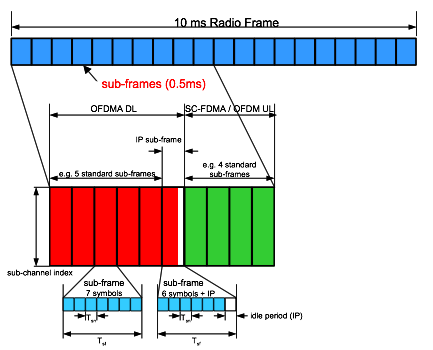 10 ms Radio Frame
sub-frames (0.5ms)
OFDMA DL
SC-FDMA / OFDM UL
IP sub-frame
e.g. 5 standard sub-frames
e.g. 4 standard
sub-frames
sub-channel index
sub-frame
7 symbols
sub-frame
6 symbols + IP
idle period (IP)